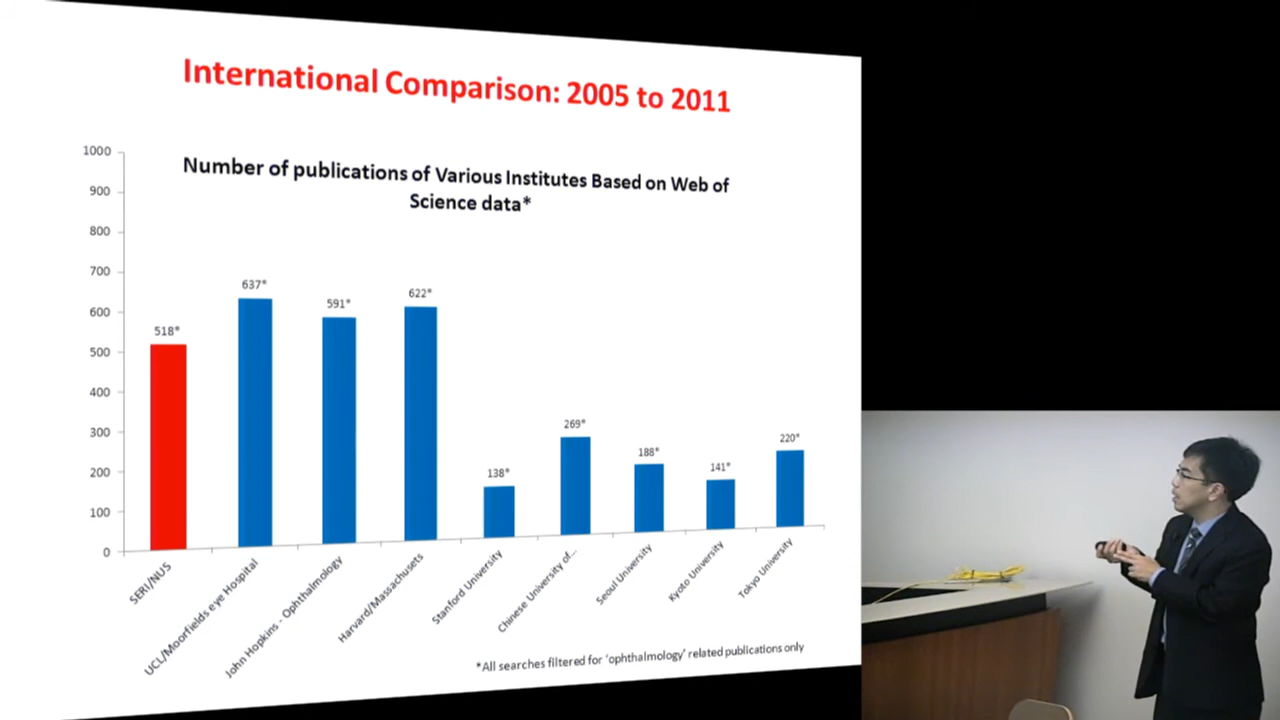 International Comparison: 2005 to 2011
Number of publications of Various Institutes Based on Web of
Science data*
1000
900
800
700
600
500
400
300
200
100
0
518*
637*
591*
622*
138*
269*
188*
141*
220*
SERI/NUS
UCL/Moorfields eye Hospital
John Hopkins - Ophthalmology
Harvard/Massachusets
Stanford University
Chinese University of...
Seoul University
Kyoto University
Tokyo University
*All searches filtered for 'ophthalmology' related publications only